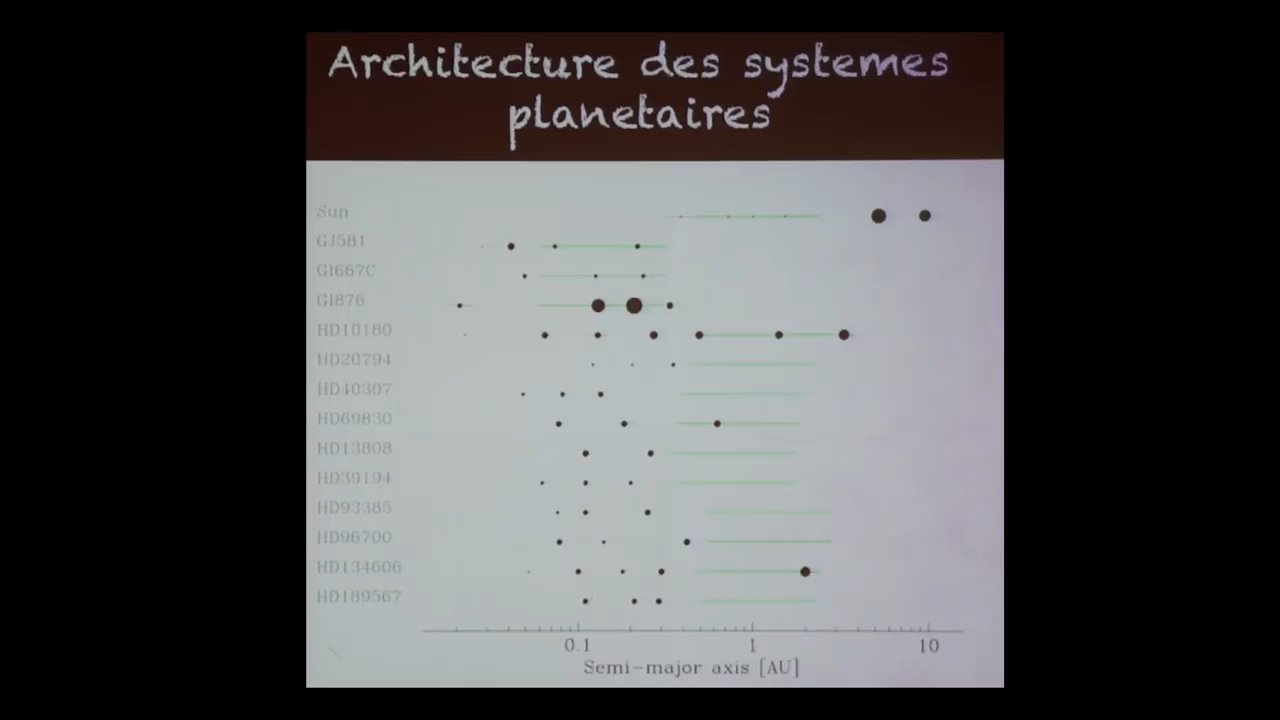 Architecture des systemes
planetaires
Sun
GJ581
Gl667C
Gl876
HD10180
HD20794
HD40307
HD69830
HD13808
HD39194
HD93385
HD96700
HD134606
HD189567
0.1 1 10
Semi-major axis [AU]